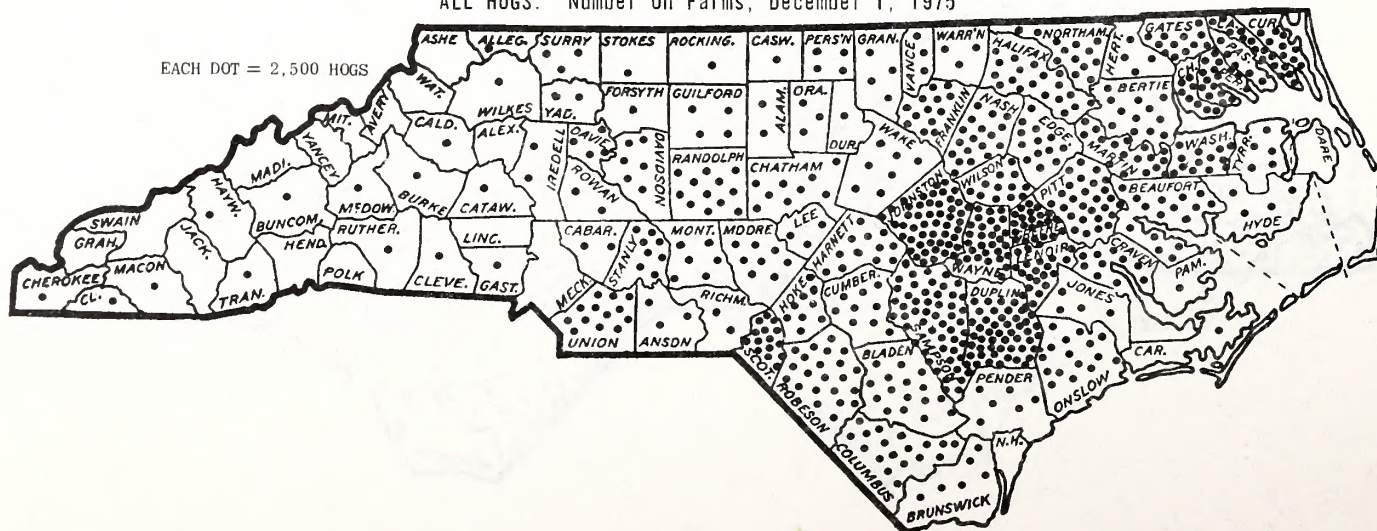 ALL HOGS: Number on Farms, December 1, 1975
EACH DOT = 2,500 HOGS
ASHE
ALLEG.
SURRY
STOKES
ROCKING.
CASW.
PERS'N
GRAN.
VANCE
WARR'N
NORTHAM.
HALIFAX
HERT.
GATES
CUR.
PAS.
PER.
CH.
WAT.
WILKES
YAD.
FORSYTH
GUILFORD
ALAM.
ORA.
DUR.
FRANKLIN
NASH
EDGE.
BERTIE
MIT.
AVERY
CALD.
ALEX.
IREDELL
DAVIE
DAVIDSON
RANDOLPH
CHATHAM
WAKE
WILSON
MARTIN
WASH.
TYRR.
DARE
MADI.
YANCEY
BURKE
CATAW.
ROWAN
JOHNSTON
PITT
BEAUFORT
HYDE
SWAIN
HAYW.
BUNCOM.
McDOW.
RUTHER.
LINC.
CABAR.
STANLY
MONT.
MOORE
LEE
HARNET
WAYNE
GREENE
LENOIR
CRAVEN
PAM.
GRAH.
JACK.
HEND.
CHEROKEE
MACON
CL.
TRAN.
POLK
CLEVE.
GAST.
MECK.
UNION
ANSON
RICHM.
HOKE
CUMBER.
SAMPSON
DUPLIN
JONES
CAR.
SCOT.
ROBESON
BLADEN
PENDER
ONSLOW
COLUMBUS
BRUNSWICK
N.H.